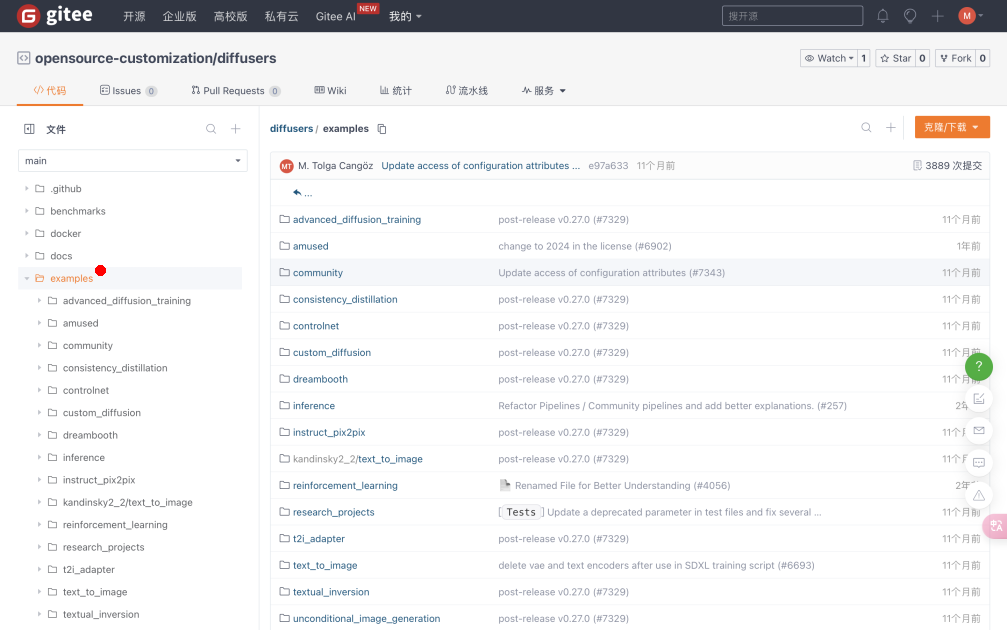 gitee 开源 企业版 高校版 私有云 Gitee AI NEW 我的 搜开源 M
opensource-customization/diffusers Watch 1 Star 0 Fork 0
代码 Issues 0 Pull Requests 0 Wiki 统计 流水线 服务
文件
main
.github
benchmarks
docker
docs
examples
advanced_diffusion_training
amused
community
consistency_distillation
controlnet
custom_diffusion
dreambooth
inference
instruct_pix2pix
kandinsky2_2/text_to_image
reinforcement_learning
research_projects
t2i_adapter
text_to_image
textual_inversion
diffusers / examples 克隆/下载
MT M. Tolga Cangöz Update access of configuration attributes ... e97a633 11个月前 3889 次提交
...
advanced_diffusion_training post-release v0.27.0 (#7329) 11个月前
amused change to 2024 in the license (#6902) 1年前
community Update access of configuration attributes (#7343) 11个月前
consistency_distillation post-release v0.27.0 (#7329) 11个月前
controlnet post-release v0.27.0 (#7329) 11个月前
custom_diffusion post-release v0.27.0 (#7329) 11个月前
dreambooth post-release v0.27.0 (#7329) 11个月
inference Refactor Pipelines / Community pipelines and add better explanations. (#257) 2年
instruct_pix2pix post-release v0.27.0 (#7329) 11个月
kandinsky2_2/text_to_image post-release v0.27.0 (#7329) 11个月
reinforcement_learning Renamed File for Better Understanding (#4056) 2年
research_projects [ Tests ] Update a deprecated parameter in test files and fix several ... 11个月前
t2i_adapter post-release v0.27.0 (#7329) 11个月前
text_to_image delete vae and text encoders after use in SDXL training script (#6693) 11个月前
textual_inversion post-release v0.27.0 (#7329) 11个月前
unconditional_image_generation post-release v0.27.0 (#7329) 11个月前
?